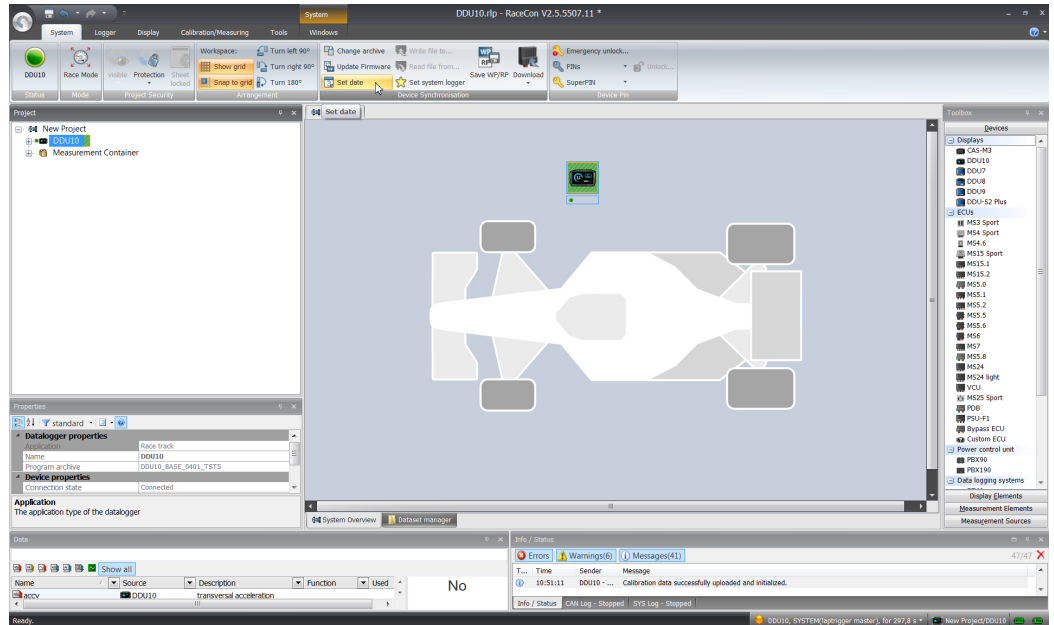 System
DDU10.rlp - RaceCon V2.5.5507.11 *
System Logger Display Calibration/Measuring Tools Windows
DDU10
Status
Race Mode
Mode
visible
Protection
Sheet locked
Project Security
Workspace:
Show grid
Snap to grid
Turn left 90°
Turn right 90°
Turn 180°
Arrangement
Change archive
Update Firmware
Set date
Write file to...
Read file from...
Set system logger
WP
RP
Save WP/RP
Download
Device Synchronisation
Emergency unlock...
PINs
SuperPIN
Unlock...
Device Pin
Project
New Project
DDU10
Measurement Container
Set date
Toolbox
Devices
Displays
CAS-M3
DDU10
DDU7
DDU8
DDU9
DDU-S2 Plus
ECUs
MS3 Sport
MS4 Sport
MS4.6
MS15 Sport
MS15.1
MS15.2
MS5.0
MS5.1
MS5.2
MS5.5
MS5.6
MS6
MS7
MS5.8
MS24
MS24 light
VCU
MS25 Sport
PDB
PSU-F1
Bypass ECU
Custom ECU
Power control unit
PBX90
PBX190
Data logging systems
Display Elements
Measurement Elements
Measurement Sources
Properties
standard
Datalogger properties
Application Race track
Name DDU10
Program archive DDU10_BASE_0401_TST5
Device properties
Connection state Connected
Application
The application type of the datalogger
System Overview Dataset manager
Data
Show all
Name Source Description Function Used
accv DDU10 transversal acceleration
No
Info / Status
Errors Warnings(6) Messages(41) 47/47
T... Time Sender Message
10:51:11 DDU10 - ... Calibration data successfully uploaded and initialized.
Info / Status CAN Log - Stopped SYS Log - Stopped
Ready.
DDU10, SYSTEM(laptrigger master), for 297,8 s
New Project/DDU10